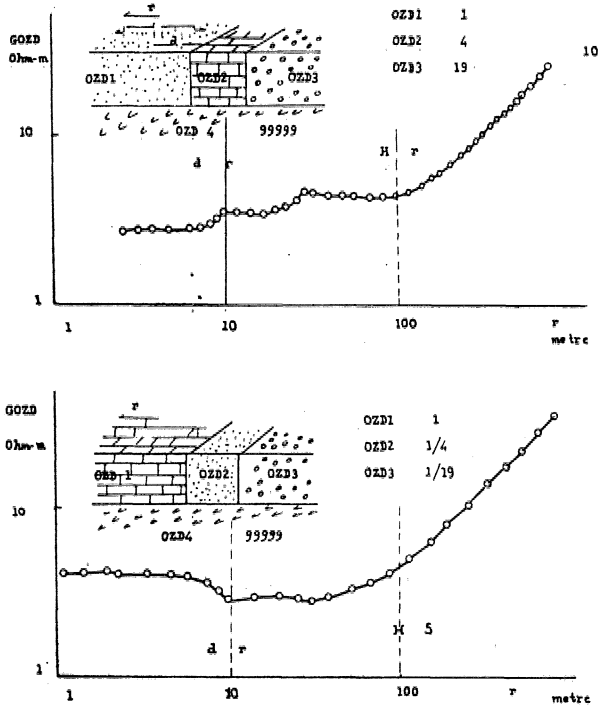 r
GOZD
Ohm-m
OZD1 1
OZD2 4
OZD3 19
10
d
OZD1 OZD2 OZD3
OZD 4 99999
10
d r
H r
1
1 10 100 r
metre
GOZD
Ohm-m
r
OZD1 1
OZD2 1/4
OZD3 1/19
OZD 1 OZD2 OZD3
OZD4 99999
10
d r
H 5
1
1 10 100 r
metre